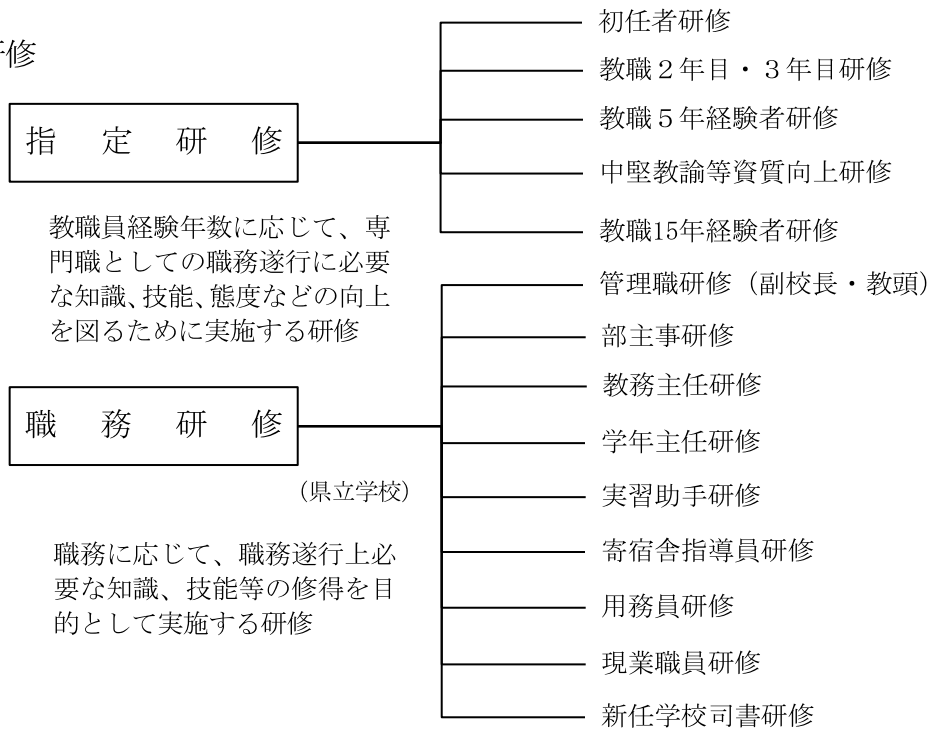 研修
指定研修
教職員経験年数に応じて、専
門職としての職務遂行に必要
な知識、技能、態度などの向上
を図るために実施する研修
初任者研修
教職２年目・３年目研修
教職５年経験者研修
中堅教諭等資質向上研修
教職15年経験者研修
職務研修
（県立学校）
職務に応じて、職務遂行上必
要な知識、技能等の修得を目
的として実施する研修
管理職研修（副校長・教頭）
部主事研修
教務主任研修
学年主任研修
実習助手研修
寄宿舎指導員研修
用務員研修
現業職員研修
新任学校司書研修